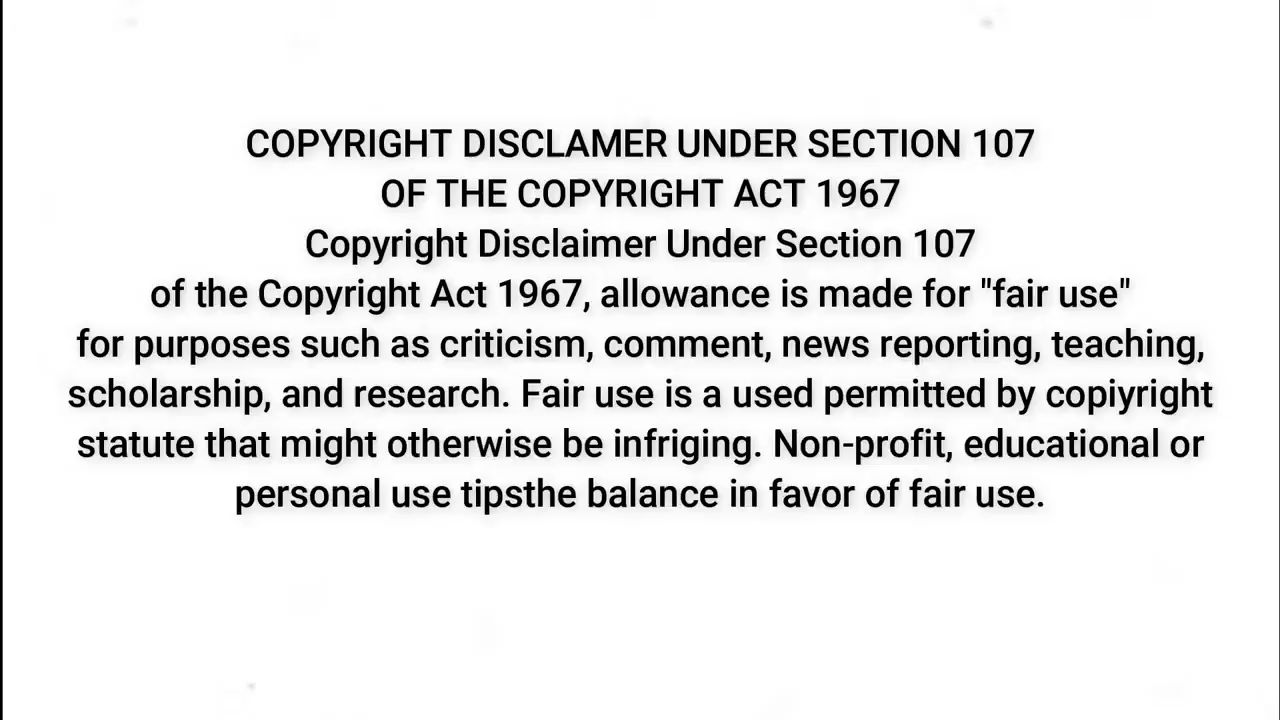 COPYRIGHT DISCLAMER UNDER SECTION 107
OF THE COPYRIGHT ACT 1967
Copyright Disclaimer Under Section 107
of the Copyright Act 1967, allowance is made for "fair use"
for purposes such as criticism, comment, news reporting, teaching,
scholarship, and research. Fair use is a used permitted by copiyright
statute that might otherwise be infriging. Non-profit, educational or
personal use tipsthe balance in favor of fair use.